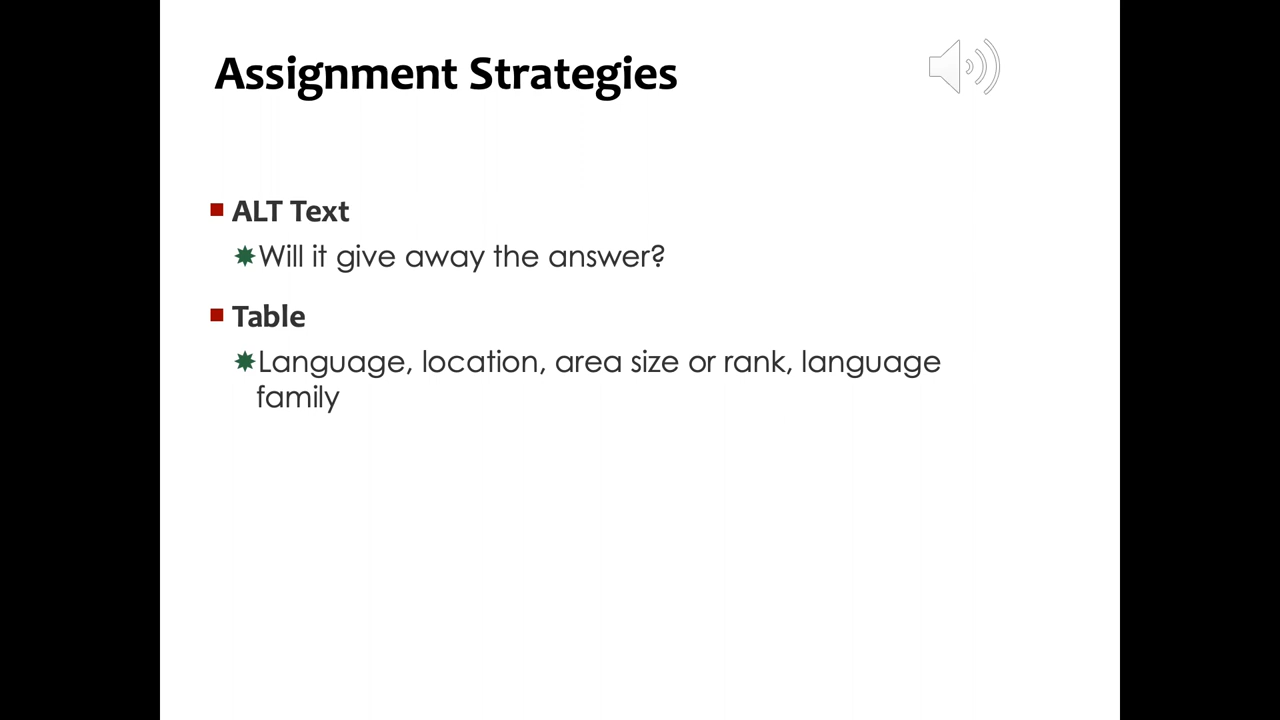 Assignment Strategies
ALT Text
Will it give away the answer?
Table
Language, location, area size or rank, language
family